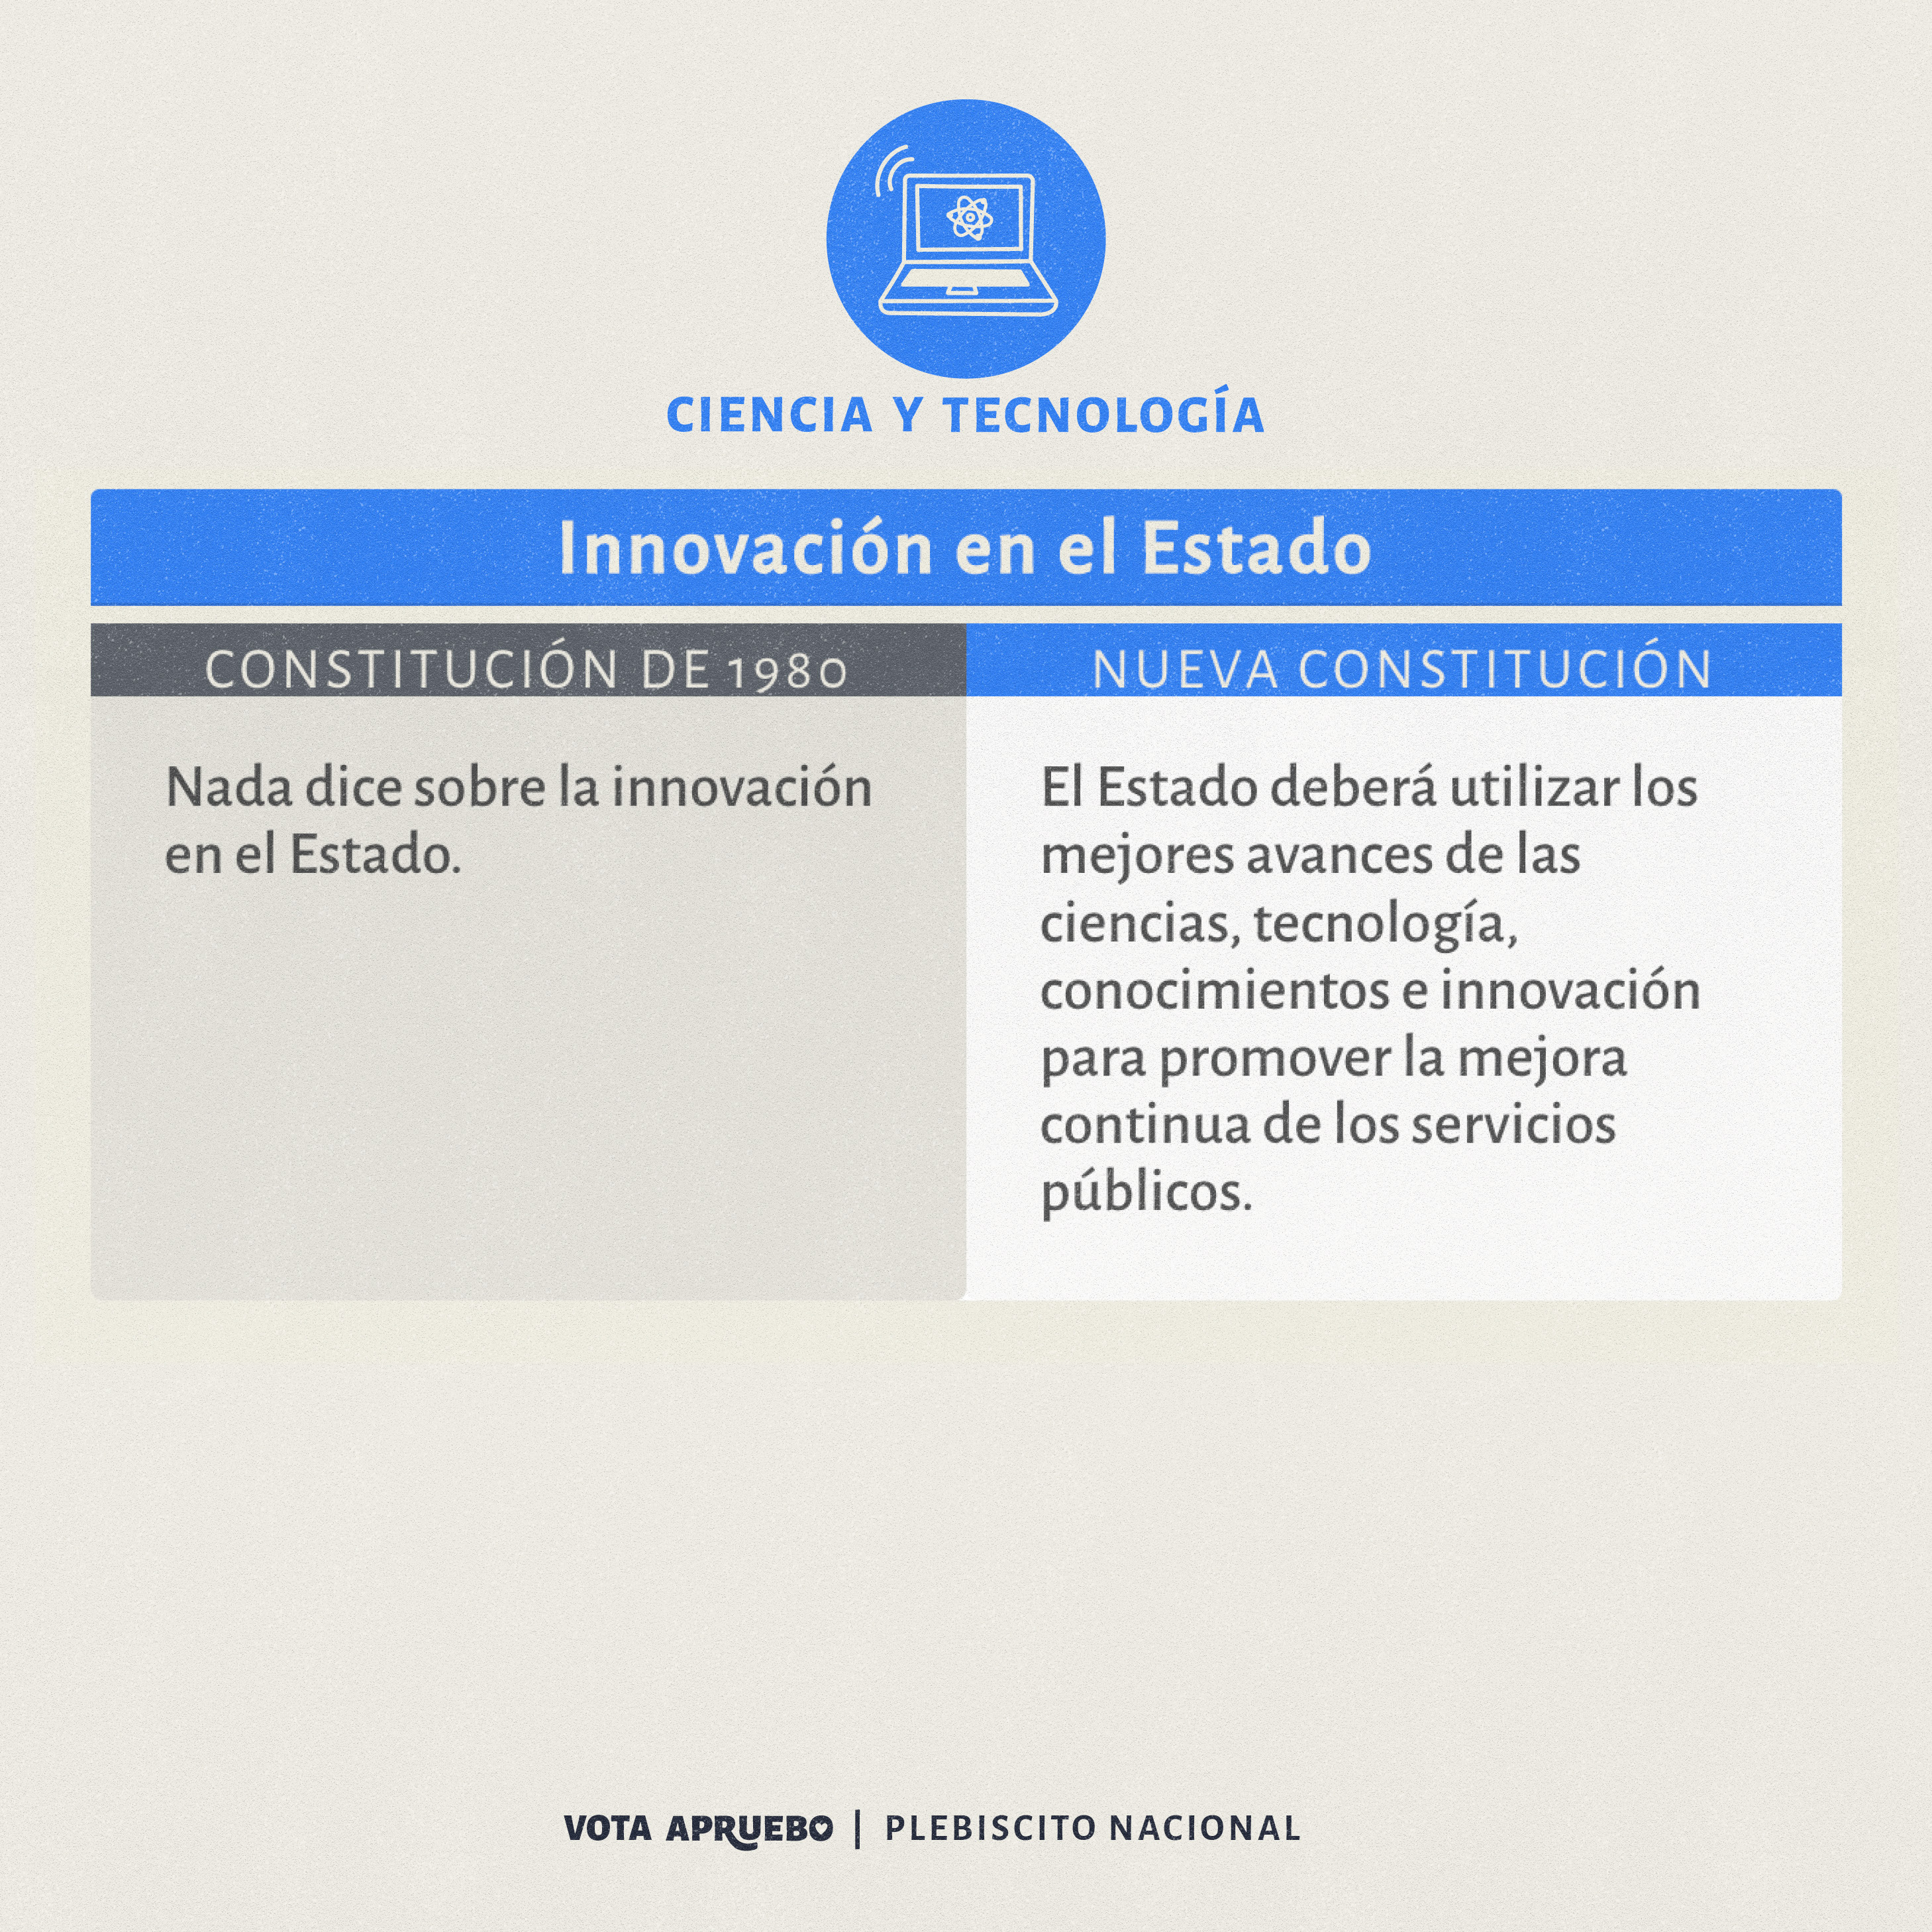 CIENCIA Y TECNOLOGÍA
Innovación en el Estado
CONSTITUCIÓN DE 1980
Nada dice sobre la innovación
en el Estado.
NUEVA CONSTITUCIÓN
El Estado deberá utilizar los
mejores avances de las
ciencias, tecnología,
conocimientos e innovación
para promover la mejora
continua de los servicios
públicos.
VOTA APRUEBO | PLEBISCITO NACIONAL